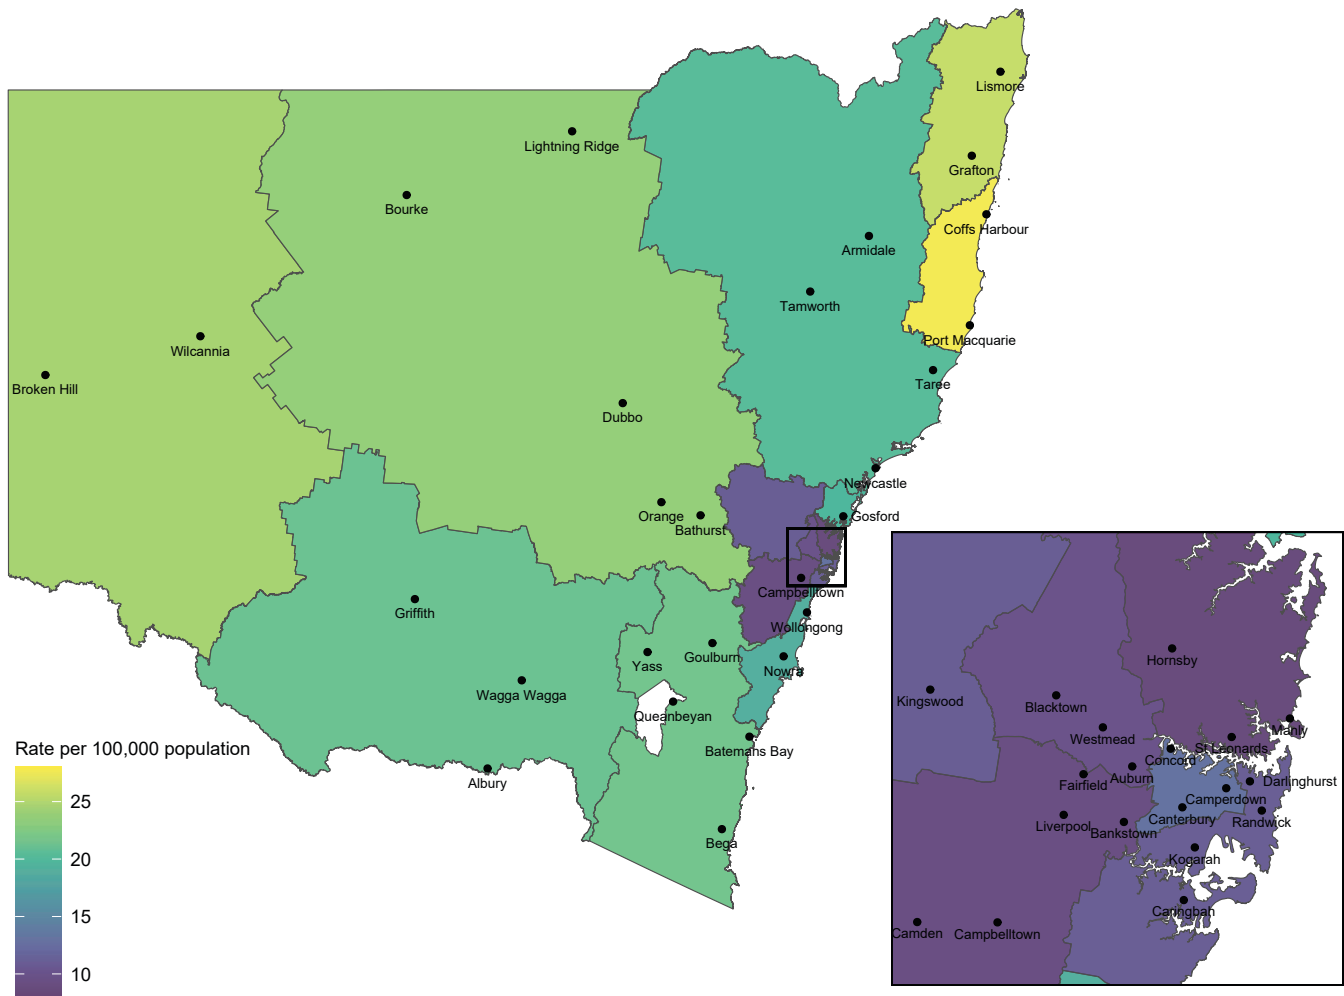 Lismore
Lightning Ridge
Grafton
Bourke
Coffs Harbour
Armidale
Tamworth
Port Macquarie
Wilcannia
Taree
Broken Hill
Dubbo
Newcastle
Orange
Gosford
Bathurst
Campbelltown
Griffith
Wollongong
Goulburn
Yass
Nowra
Wagga Wagga
Queanbeyan
Batemans Bay
Albury
Bega
Rate per 100,000 population
25
20
15
10
Hornsby
Kingswood
Blacktown
Manly
Westmead
St Leonards
Concord
Auburn
Darlinghurst
Fairfield
Camperdown
Canterbury
Randwick
Liverpool
Bankstown
Kogarah
Caringbah
Camden
Campbelltown